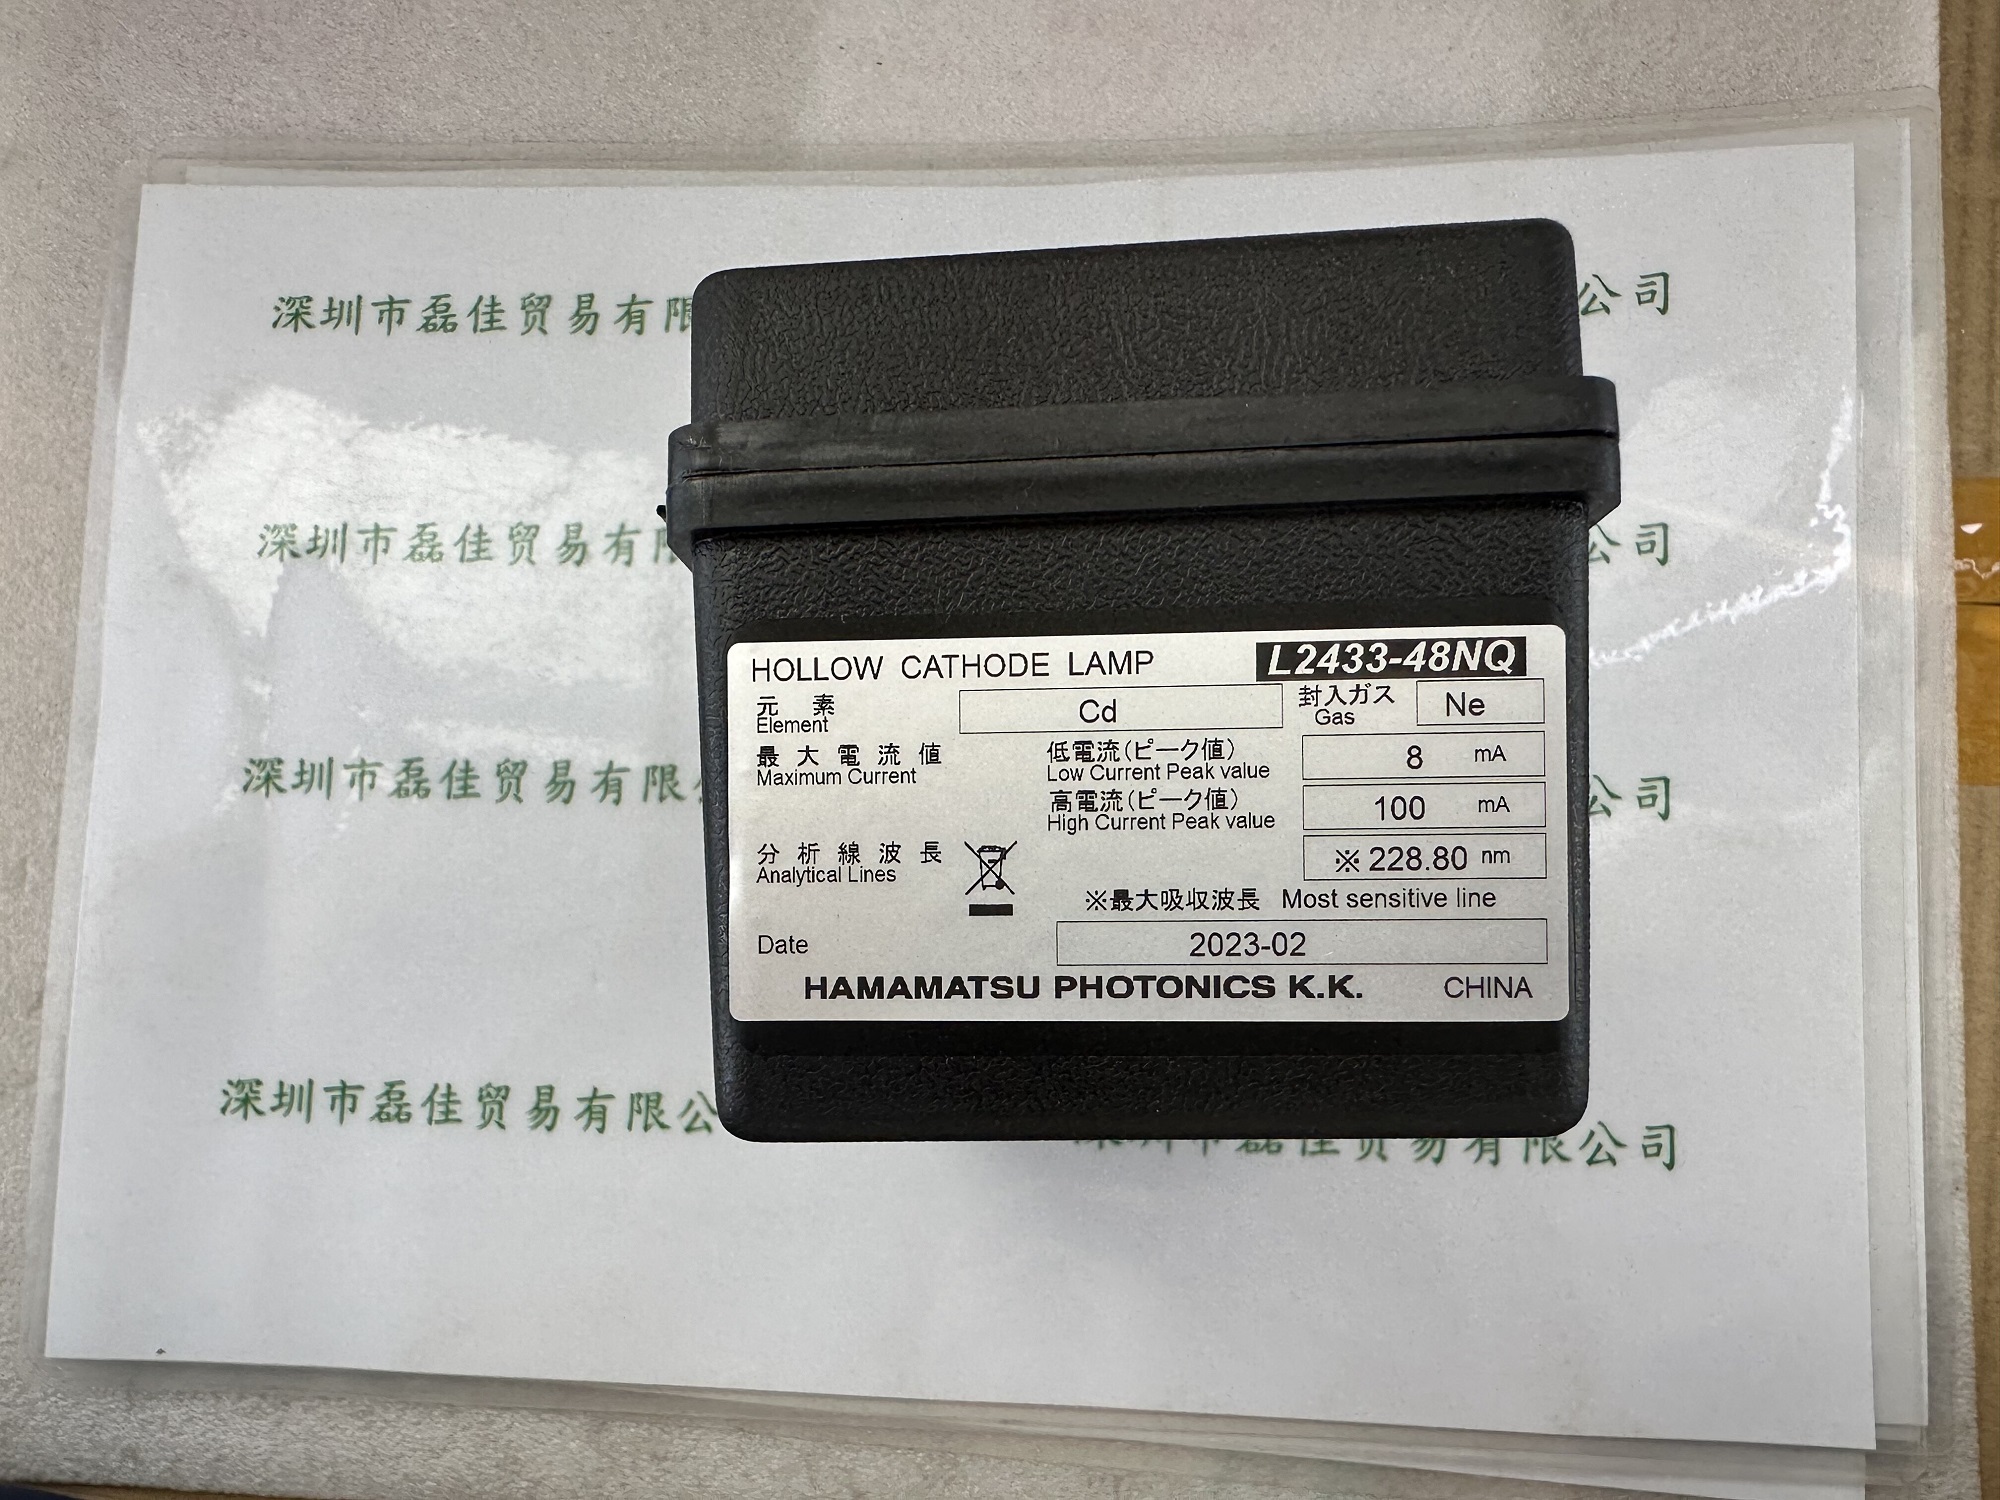 深圳市磊佳贸易有限
公司
深圳市磊佳贸易有
公司
深圳市磊佳贸易有限
公司
深圳市磊佳贸易有限公
深圳市磊佳贸易有限公司
HOLLOW CATHODE LAMP L2433-48NQ
元素 Cd 封入ガス Ne
Element Gas
最大電流値 低電流(ピーク値) 8 mA
Maximum Current Low Current Peak value
高電流(ピーク値) 100 mA
High Current Peak value
分析線波長 ※228.80 nm
Analytical Lines
※最大吸収波長 Most sensitive line
Date 2023-02
HAMAMATSU PHOTONICS K.K. CHINA